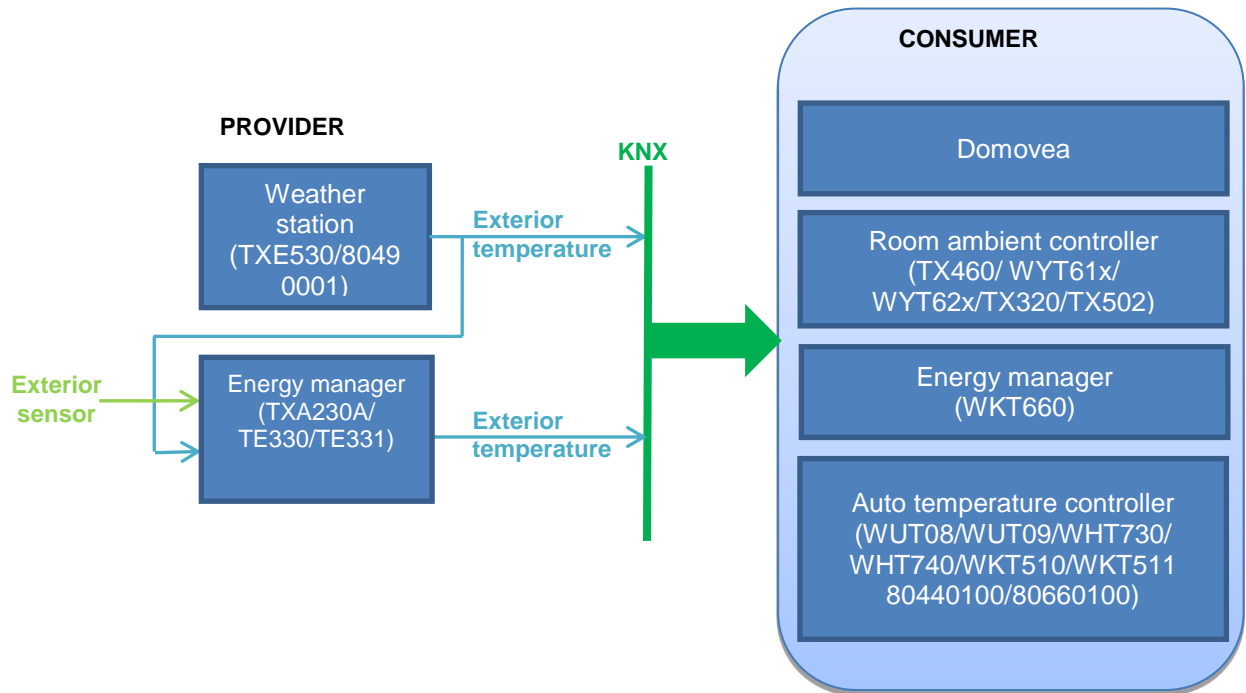 PROVIDER
Weather
station
(TXE530/8049
0001)
Exterior
temperature
Exterior
sensor
Energy manager
(TXA230A/
TE330/TE331)
Exterior
temperature
KNX
CONSUMER
Domovea
Room ambient controller
(TX460/ WYT61x/
WYT62x/TX320/TX502)
Energy manager
(WKT660)
Auto temperature controller
(WUT08/WUT09/WHT730/
WHT740/WKT510/WKT511
80440100/80660100)